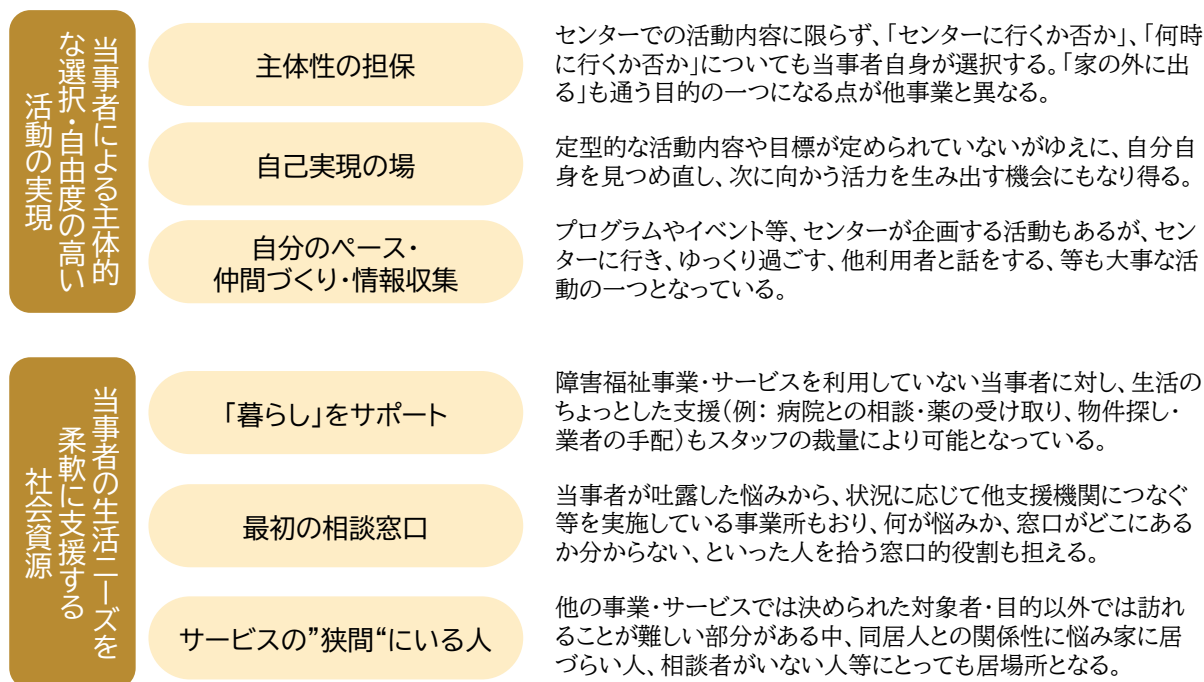 当事者による主体的
な選択・自由度の高い
活動の実現
主体性の担保
センターでの活動内容に限らず、「センターに行くか否か」、「何時
に行くか否か」についても当事者自身が選択する。「家の外に出
る」も通う目的の一つになる点が他事業と異なる。
自己実現の場
定型的な活動内容や目標が定められていないがゆえに、自分自
身を見つめ直し、次に向かう活力を生み出す機会にもなり得る。
自分のペース・
仲間づくり・情報収集
プログラムやイベント等、センターが企画する活動もあるが、セン
ターに行き、ゆっくり過ごす、他利用者と話をする、等も大事な活
動の一つとなっている。
当事者の生活ニーズを
柔軟に支援する
社会資源
「暮らし」をサポート
障害福祉事業・サービスを利用していない当事者に対し、生活の
ちょっとした支援(例: 病院との相談・薬の受け取り、物件探し・
業者の手配)もスタッフの裁量により可能となっている。
最初の相談窓口
当事者が吐露した悩みから、状況に応じて他支援機関につなぐ
等を実施している事業所もおり、何が悩みか、窓口がどこにある
か分からない、といった人を拾う窓口的役割も担える。
サービスの”狭間“にいる人
他の事業・サービスでは決められた対象者・目的以外では訪れ
ることが難しい部分がある中、同居人との関係性に悩み家に居
づらい人、相談者がいない人等にとっても居場所となる。